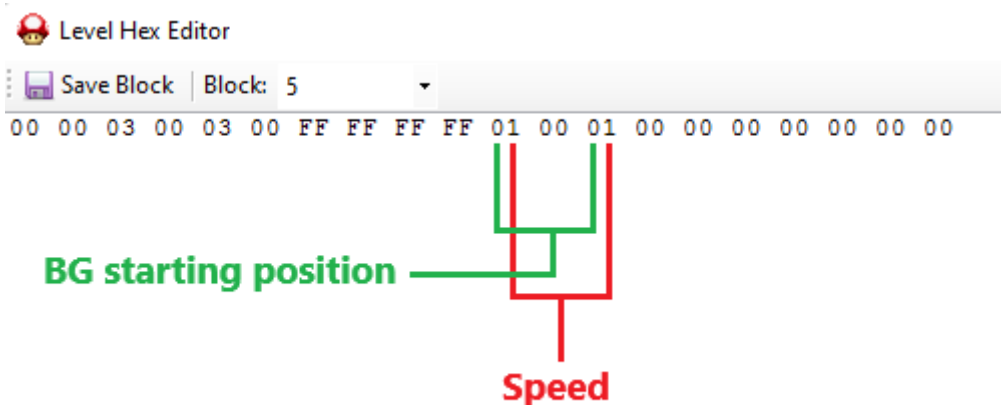 Level Hex Editor
Save Block Block: 5
00 00 03 00 03 00 FF FF FF FF 01 00 01 00 00 00 00 00 00 00
BG starting position
Speed